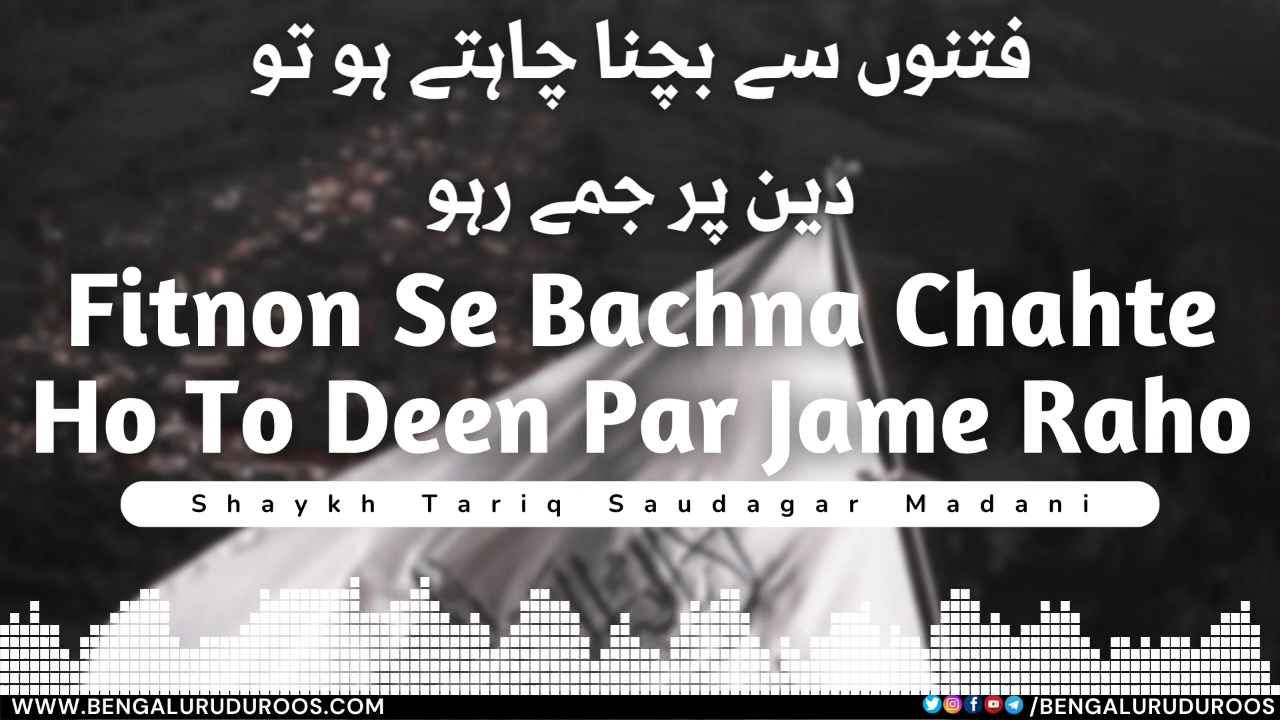 فتنوں سے بچنا چاہتے ہو تو
دین پر جمے رہو
Fitnon Se Bachna Chahte
Ho To Deen Par Jame Raho
Shaykh Tariq Saudagar Madani
WWW.BENGALURUDUROOS.COM
/BENGALURUDUROOS